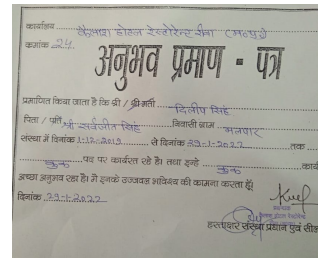 कार्यालय कैलाश होटल रेस्टोरेन्ट रीवा (म०प्र०)
क्रमांक 24
अनुभव प्रमाण - पत्र
प्रमाणित किया जाता है कि श्री / श्रीमती दिलीप सिंह
पिता / पति श्री सर्वजीत सिंह निवासी ग्राम मनपार
संस्था में दिनांक 1-12-2019 से दिनांक 29-1-2022 तक
कुक पद पर कार्यरत रहे है। तथा इन्हे कुक कार्य
अच्छा अनुभव रहा है। मै इनके उज्जवल भविष्य की कामना करता हूँ।
दिनांक 29-1-2022
हस्ताक्षर संस्था प्रधान एवं सील